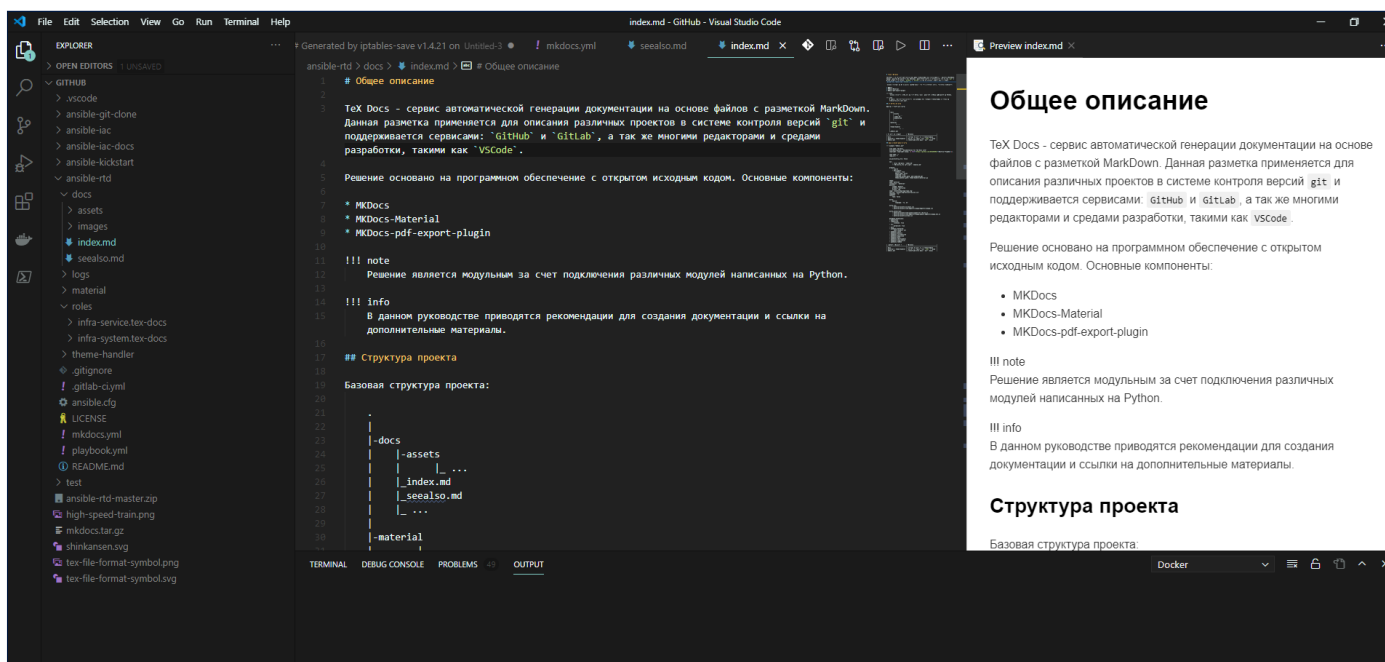 File Edit Selection View Go Run Terminal Help
index.md - GitHub - Visual Studio Code
EXPLORER
OPEN EDITORS 1 UNSAVED
GITHUB
.vscode
ansible-git-clone
ansible-iac
ansible-iac-docs
ansible-kickstart
ansible-rtd
docs
assets
images
index.md
seealso.md
logs
material
roles
infra-service.tex-docs
infra-system.tex-docs
theme-handler
.gitignore
.gitlab-ci.yml
ansible.cfg
LICENSE
mkdocs.yml
playbook.yml
README.md
test
ansible-rtd-master.zip
high-speed-train.png
mkdocs.tar.gz
shinkansen.svg
tex-file-format-symbol.png
tex-file-format-symbol.svg
# Generated by iptables-save v1.4.21 on Untitled-3 mkdocs.yml seealso.md index.md
ansible-rtd > docs > index.md > # Общее описание
1 # Общее описание
2
3 TeX Docs - сервис автоматической генерации документации на основе файлов с разметкой MarkDown.
Данная разметка применяется для описания различных проектов в системе контроля версий `git` и
поддерживается сервисами: `GitHub` и `GitLab`, а так же многими редакторами и средами
разработки, такими как `VSCode`.
4
5 Решение основано на программном обеспечение с открытом исходным кодом. Основные компоненты:
6
7 * MKDocs
8 * MKDocs-Material
9 * MKDocs-pdf-export-plugin
10
11 !!! note
12 Решение является модульным за счет подключения различных модулей написанных на Python.
13
14 !!! info
15 В данном руководстве приводятся рекомендации для создания документации и ссылки на
дополнительные материалы.
16
17 ## Структура проекта
18
19 Базовая структура проекта:
20
21 .
22 |
23 |-docs
24 | |-assets
25 | | |_ ...
26 | |_index.md
27 | |_seealso.md
28 | |_ ...
29 |
30 |-material
Preview index.md
Общее описание
TeX Docs - сервис автоматической генерации документации на основе
файлов с разметкой MarkDown. Данная разметка применяется для
описания различных проектов в системе контроля версий git и
поддерживается сервисами: GitHub и GitLab, а так же многими
редакторами и средами разработки, такими как VSCode.
Решение основано на программном обеспечение с открытом
исходным кодом. Основные компоненты:
• MKDocs
• MKDocs-Material
• MKDocs-pdf-export-plugin
!!! note
Решение является модульным за счет подключения различных
модулей написанных на Python.
!!! info
В данном руководстве приводятся рекомендации для создания
документации и ссылки на дополнительные материалы.
Структура проекта
Базовая структура проекта:
TERMINAL DEBUG CONSOLE PROBLEMS 49 OUTPUT
Docker